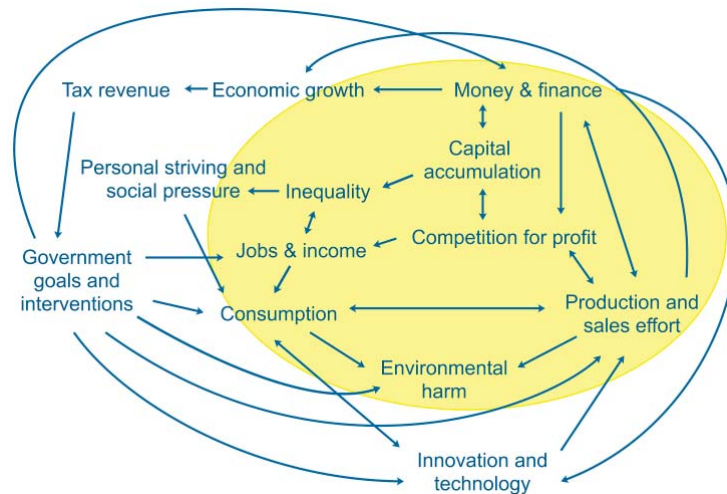 Tax revenue
Economic growth
Money & finance
Capital
accumulation
Personal striving and
social pressure
Inequality
Jobs & income
Competition for profit
Government
goals and
interventions
Consumption
Production and
sales effort
Environmental
harm
Innovation and
technology